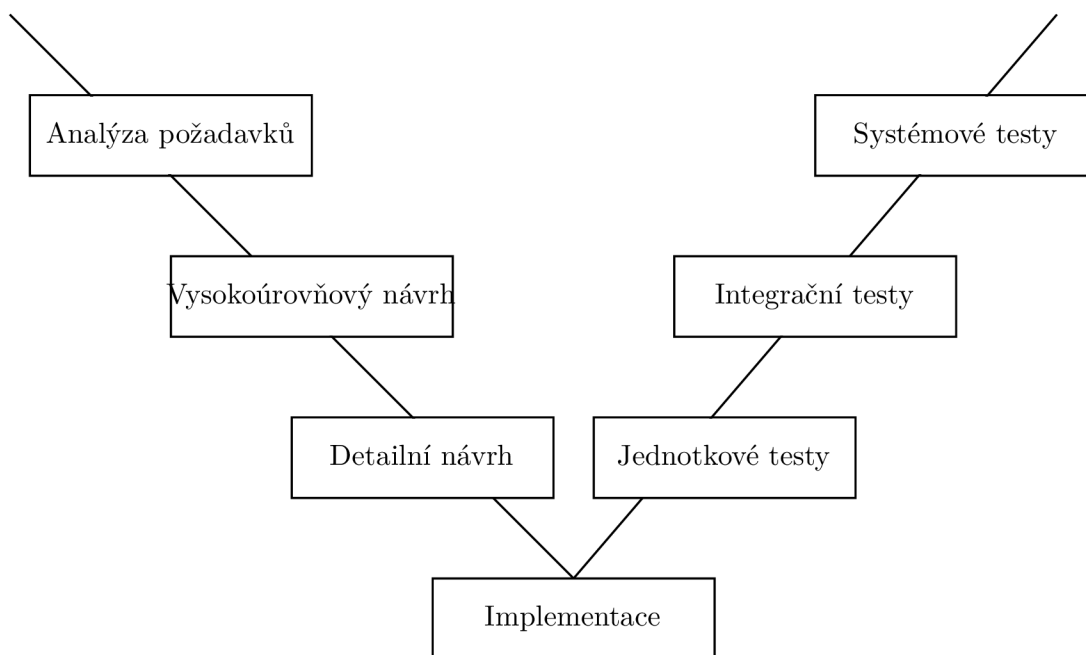 Analýza požadavků
Systémové testy
Vysokoúrovňový návrh
Integrační testy
Detailní návrh
Jednotkové testy
Implementace